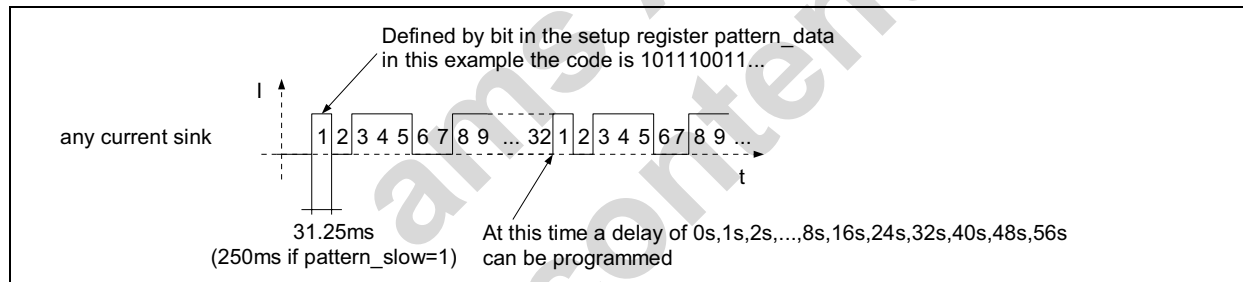 Defined by bit in the setup register pattern_data
in this example the code is 101110011...
I
any current sink
1 2 3 4 5 6 7 8 9 ... 32 1 2 3 4 5 6 7 8 9 ...
t
31.25ms
(250ms if pattern_slow=1)
At this time a delay of 0s,1s,2s,...,8s,16s,24s,32s,40s,48s,56s
can be programmed
ams
conten